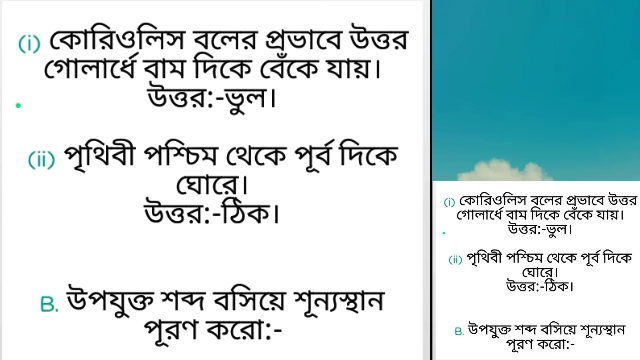 (i) কোরিওলিস বলের প্রভাবে উত্তর
গোলার্ধে বাম দিকে বেঁকে যায়।
উত্তর:-ভুল।
(ii) পৃথিবী পশ্চিম থেকে পূর্ব দিকে
ঘোরে।
উত্তর:-ঠিক।
B. উপযুক্ত শব্দ বসিয়ে শূন্যস্থান
পূরণ করো:-
(i) কোরিওলিস বলের প্রভাবে উত্তর
গোলার্ধে বাম দিকে বেঁকে যায়।
উত্তর:-ভুল।
(ii) পৃথিবী পশ্চিম থেকে পূর্ব দিকে
ঘোরে।
উত্তর:-ঠিক।
B. উপযুক্ত শব্দ বসিয়ে শূন্যস্থান
পূরণ করো:-